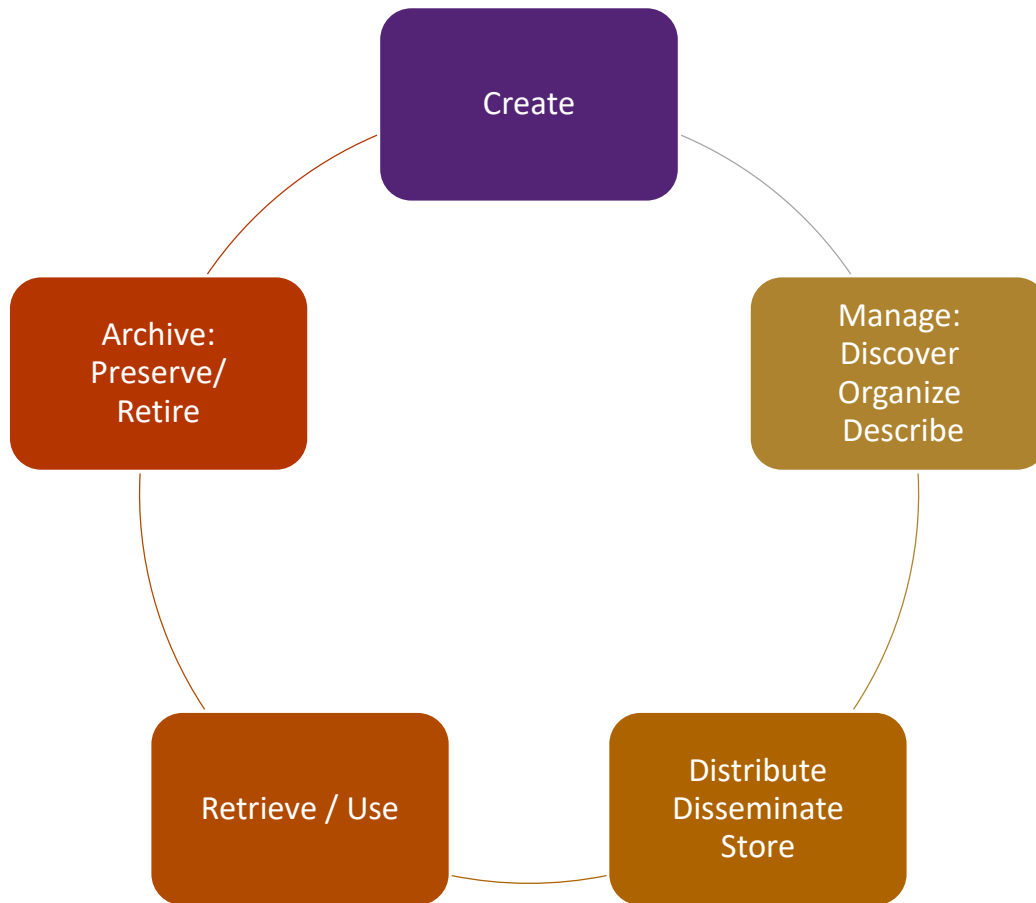 Create
Manage:
Discover
Organize
Describe
Distribute
Disseminate
Store
Retrieve / Use
Archive:
Preserve/
Retire